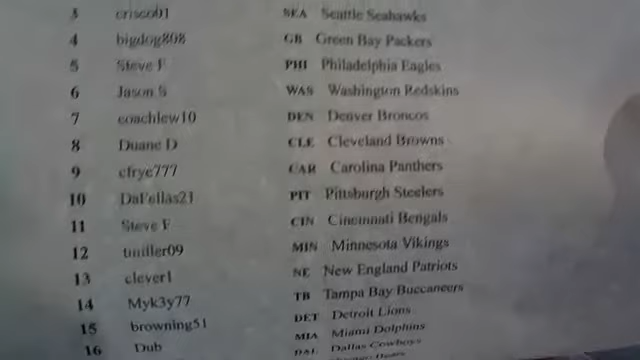 3 crisco01 SEA Seattle Seahawks
4 bigdog808 GB Green Bay Packers
5 Steve F PHI Philadelphia Eagles
6 Jason S WAS Washington Redskins
7 coachlew10 DEN Denver Broncos
8 Duane D CLE Cleveland Browns
9 cfrye777 CAR Carolina Panthers
10 DaFellas21 PIT Pittsburgh Steelers
11 Steve F CIN Cincinnati Bengals
12 tmiller09 MIN Minnesota Vikings
13 clever1 NE New England Patriots
14 Myk3y77 TB Tampa Bay Buccaneers
15 browning51 DET Detroit Lions
16 Dub MIA Miami Dolphins
DAL Dallas Cowboys